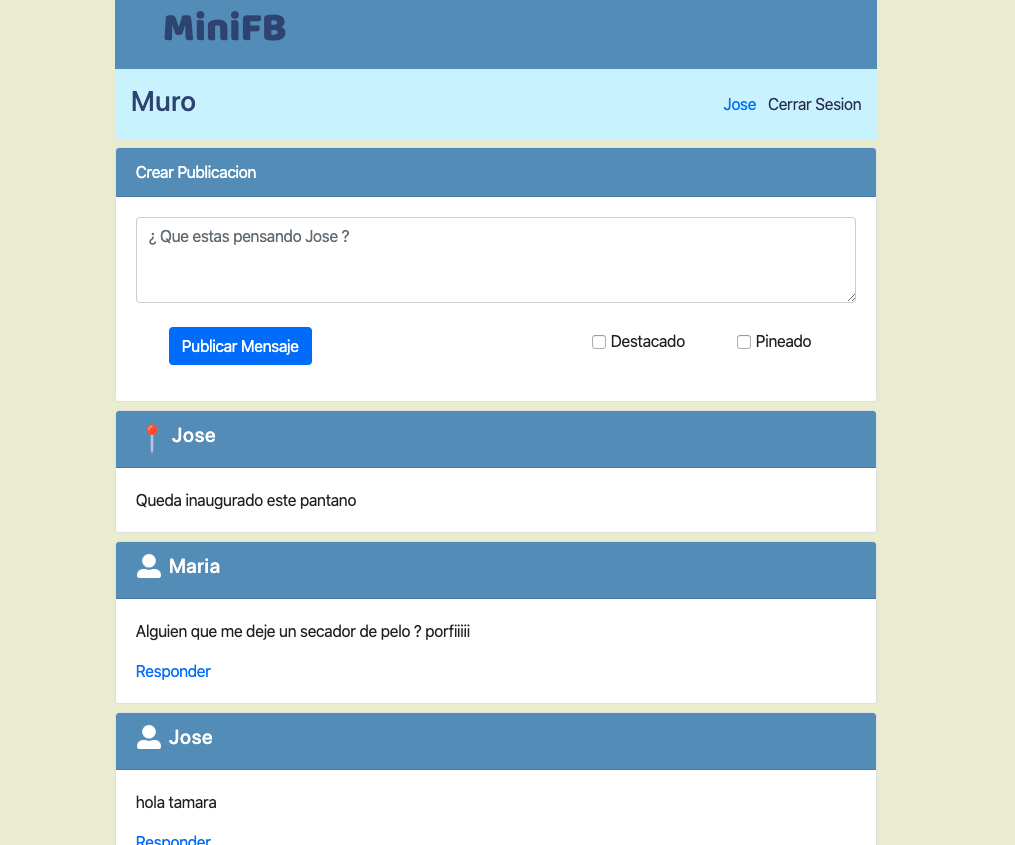 MiniFB
Muro
Jose Cerrar Sesion
Crear Publicacion
¿ Que estas pensando Jose ?
Publicar Mensaje
Destacado
Pineado
Jose
Queda inaugurado este pantano
Maria
Alguien que me deje un secador de pelo ? porfiiiii
Responder
Jose
hola tamara
Responder